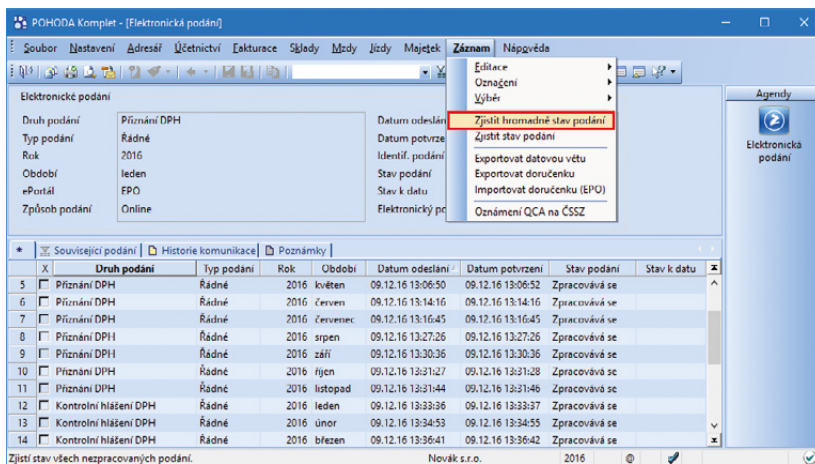 POHODA Komplet - [Elektronická podání]
Soubor Nastavení Adresář Účetnictví Fakturace Sklady Mzdy Jízdy Majetek Záznam Nápověda
Editace
Označení
Výběr
Zjistit hromadně stav podání
Zjistit stav podání
Exportovat datovou větu
Exportovat doručenku
Importovat doručenku (EPO)
Oznámení QCA na ČSSZ
Elektronické podání
Druh podání Přiznání DPH Datum odeslán
Typ podání Řádné Datum potvrze
Rok 2016 Identif. podání
Období leden Stav podání
ePortál EPO Stav k datu
Způsob podání Online Elektronický po
Agendy
Elektronická
podání
* Související podání Historie komunikace Poznámky
X Druh podání Typ podání Rok Období Datum odeslání Datum potvrzení Stav podání Stav k datu
5 Přiznání DPH Řádné 2016 květen 09.12.16 13:06:50 09.12.16 13:06:52 Zpracovává se
6 Přiznání DPH Řádné 2016 červen 09.12.16 13:14:16 09.12.16 13:14:16 Zpracovává se
7 Přiznání DPH Řádné 2016 červenec 09.12.16 13:16:45 09.12.16 13:16:45 Zpracovává se
8 Přiznání DPH Řádné 2016 srpen 09.12.16 13:27:26 09.12.16 13:27:26 Zpracovává se
9 Přiznání DPH Řádné 2016 září 09.12.16 13:30:36 09.12.16 13:30:36 Zpracovává se
10 Přiznání DPH Řádné 2016 říjen 09.12.16 13:31:27 09.12.16 13:31:28 Zpracovává se
11 Přiznání DPH Řádné 2016 listopad 09.12.16 13:31:44 09.12.16 13:31:46 Zpracovává se
12 Kontrolní hlášení DPH Řádné 2016 leden 09.12.16 13:33:36 09.12.16 13:33:37 Zpracovává se
13 Kontrolní hlášení DPH Řádné 2016 únor 09.12.16 13:34:53 09.12.16 13:34:55 Zpracovává se
14 Kontrolní hlášení DPH Řádné 2016 březen 09.12.16 13:36:41 09.12.16 13:36:42 Zpracovává se
Zjistí stav všech nezpracovaných podání. Novák s.r.o. 2016 @